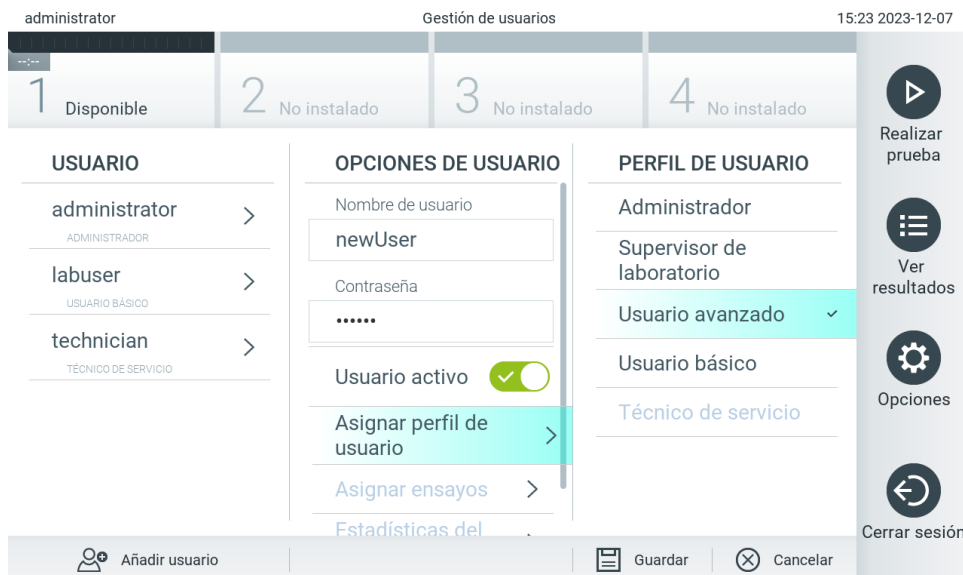 administrator
Gestión de usuarios
15:23 2023-12-07
--:--
1 Disponible
2 No instalado
3 No instalado
4 No instalado
USUARIO
administrator
ADMINISTRADOR
labuser
USUARIO BÁSICO
technician
TÉCNICO DE SERVICIO
OPCIONES DE USUARIO
Nombre de usuario
newUser
Contraseña
••••••
Usuario activo
Asignar perfil de
usuario
Asignar ensayos
Estadísticas del
PERFIL DE USUARIO
Administrador
Supervisor de
laboratorio
Usuario avanzado
Usuario básico
Técnico de servicio
Realizar
prueba
Ver
resultados
Opciones
Cerrar sesión
Añadir usuario
Guardar
Cancelar